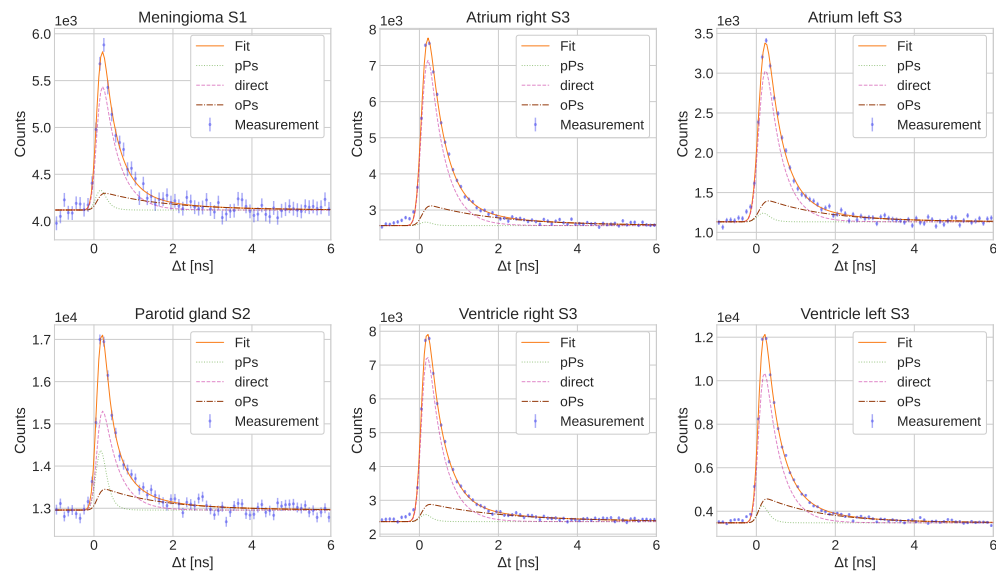 Meningioma S1
1e3
6.0
5.5
5.0
4.5
4.0
Counts
Fit
pPs
direct
oPs
Measurement
0 2 4 6
Δt [ns]
Atrium right S3
1e3
8
7
6
5
4
3
Counts
Fit
pPs
direct
oPs
Measurement
0 2 4 6
Δt [ns]
Atrium left S3
1e3
3.5
3.0
2.5
2.0
1.5
1.0
Counts
Fit
pPs
direct
oPs
Measurement
0 2 4 6
Δt [ns]
Parotid gland S2
1e4
1.7
1.6
1.5
1.3
1.3
Counts
Fit
pPs
direct
oPs
Measurement
0 2 4 6
Δt [ns]
Ventricle right S3
1e3
8
7
6
5
4
3
2
Counts
Fit
pPs
direct
oPs
Measurement
0 2 4 6
Δt [ns]
Ventricle left S3
1e4
1.2
1.0
0.8
0.6
0.4
Counts
Fit
pPs
direct
oPs
Measurement
0 2 4 6
Δt [ns]